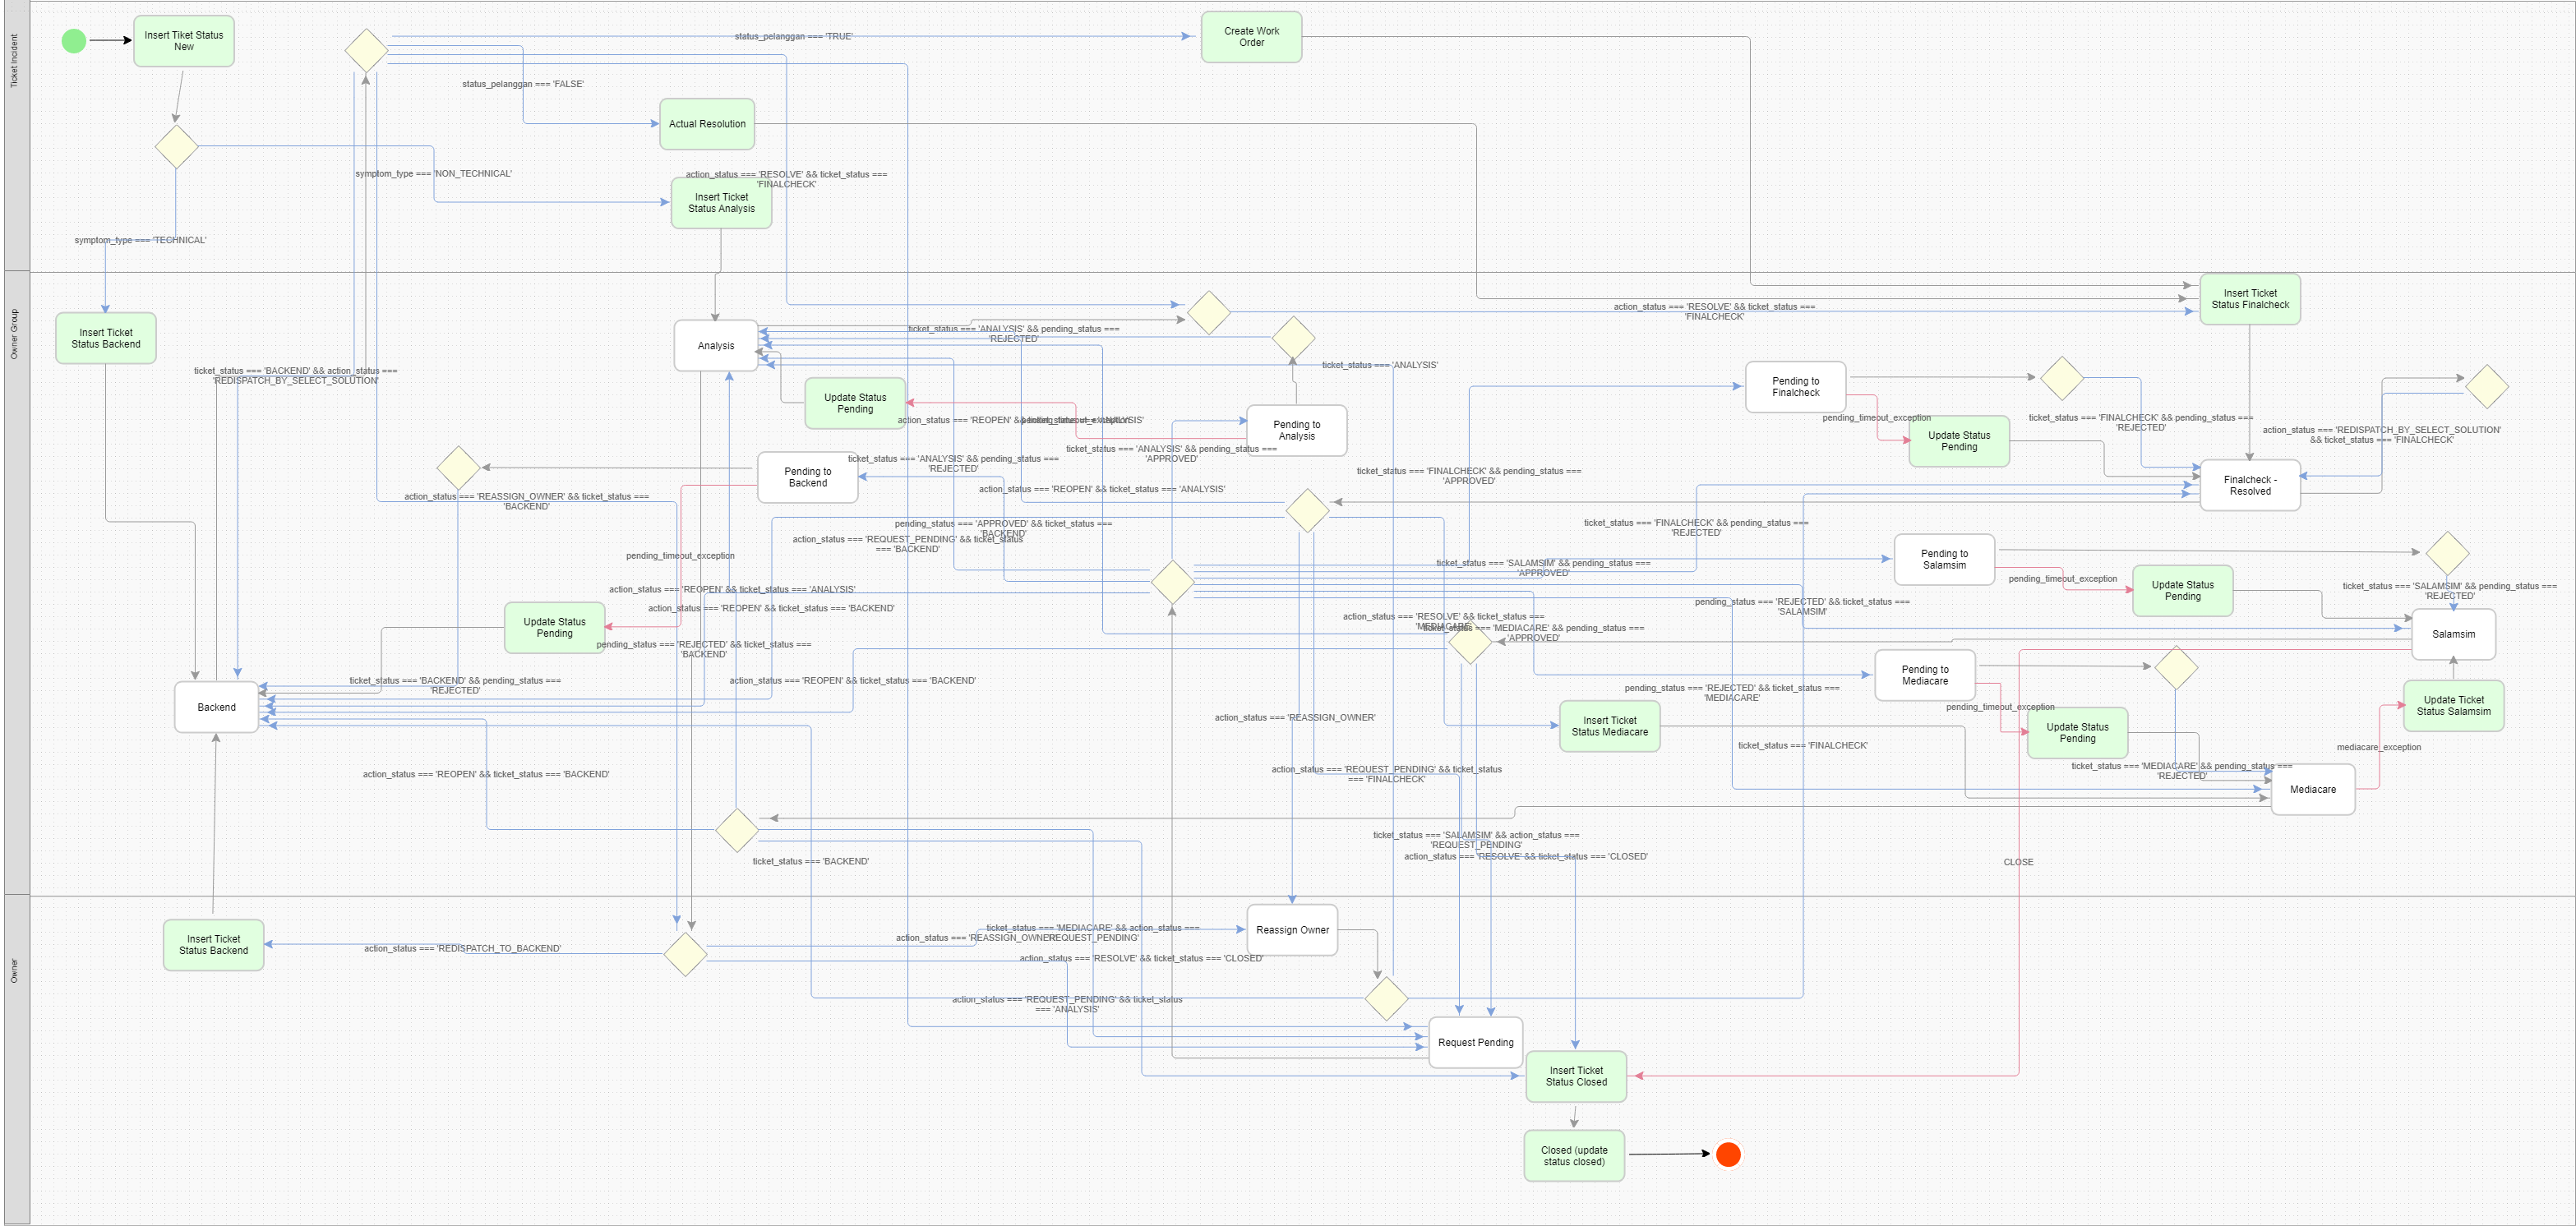 Ticket Incident
Insert Tiket Status
New
status_pelanggan === 'TRUE'
Create Work
Order
status_pelanggan === 'FALSE'
Actual Resolution
symptom_type === 'NON_TECHNICAL'
action_status === 'RESOLVE' && ticket_status ===
'FINALCHECK'
Insert Ticket
Status Analysis
symptom_type === 'TECHNICAL'
Owner Group
Insert Ticket
Status Backend
Insert Ticket
Status Finalcheck
action_status === 'RESOLVE' && ticket_status ===
'FINALCHECK'
Analysis
ticket_status === 'ANALYSIS' && pending_status ===
'REJECTED'
ticket_status === 'ANALYSIS'
ticket_status === 'BACKEND' && action_status ===
'REDISPATCH_BY_SELECT_SOLUTION'
Update Status
Pending
action_status === 'REOPEN' && ticket_status === 'ANALYSIS'
pending_timeout_exception
Pending to
Analysis
ticket_status === 'ANALYSIS' && pending_status ===
'APPROVED'
Pending to
Finalcheck
pending_timeout_exception
Update Status
Pending
ticket_status === 'FINALCHECK' && pending_status ===
'REJECTED'
action_status === 'REDISPATCH_BY_SELECT_SOLUTION'
&& ticket_status === 'FINALCHECK'
Finalcheck -
Resolved
Pending to
Backend
ticket_status === 'ANALYSIS' && pending_status ===
'REJECTED'
ticket_status === 'FINALCHECK' && pending_status ===
'APPROVED'
action_status === 'REOPEN' && ticket_status === 'ANALYSIS'
action_status === 'REASSIGN_OWNER' && ticket_status ===
'BACKEND'
pending_status === 'APPROVED' && ticket_status ===
'BACKEND'
action_status === 'REQUEST_PENDING' && ticket_status
=== 'BACKEND'
ticket_status === 'FINALCHECK' && pending_status ===
'REJECTED'
pending_timeout_exception
ticket_status === 'SALAMSIM' && pending_status ===
'APPROVED'
Pending to
Salamsim
pending_timeout_exception
Update Status
Pending
ticket_status === 'SALAMSIM' && pending_status ===
'REJECTED'
action_status === 'REOPEN' && ticket_status === 'ANALYSIS'
action_status === 'REOPEN' && ticket_status === 'BACKEND'
pending_status === 'REJECTED' && ticket_status ===
'SALAMSIM'
Update Status
Pending
action_status === 'RESOLVE' && ticket_status ===
'MEDIACARE'
ticket_status === 'MEDIACARE' && pending_status ===
'APPROVED'
Salamsim
pending_status === 'REJECTED' && ticket_status ===
'BACKEND'
ticket_status === 'BACKEND' && pending_status ===
'REJECTED'
action_status === 'REOPEN' && ticket_status === 'BACKEND'
Pending to
Mediacare
pending_status === 'REJECTED' && ticket_status ===
'MEDIACARE'
pending_timeout_exception
Update Status
Pending
Update Ticket
Status Salamsim
Backend
action_status === 'REASSIGN_OWNER'
Insert Ticket
Status Mediacare
ticket_status === 'FINALCHECK'
mediacare_exception
action_status === 'REOPEN' && ticket_status === 'BACKEND'
action_status === 'REQUEST_PENDING' && ticket_status
=== 'FINALCHECK'
ticket_status === 'MEDIACARE' && pending_status ===
'REJECTED'
Mediacare
ticket_status === 'SALAMSIM' && action_status ===
'REQUEST_PENDING'
action_status === 'RESOLVE' && ticket_status === 'CLOSED'
ticket_status === 'BACKEND'
CLOSE
Owner
Insert Ticket
Status Backend
action_status === 'REDISPATCH_TO_BACKEND'
ticket_status === 'MEDIACARE' && action_status ===
'REQUEST_PENDING'
action_status === 'REASSIGN_OWNER'
Reassign Owner
action_status === 'RESOLVE' && ticket_status === 'CLOSED'
action_status === 'REQUEST_PENDING' && ticket_status
=== 'ANALYSIS'
Request Pending
Insert Ticket
Status Closed
Closed (update
status closed)